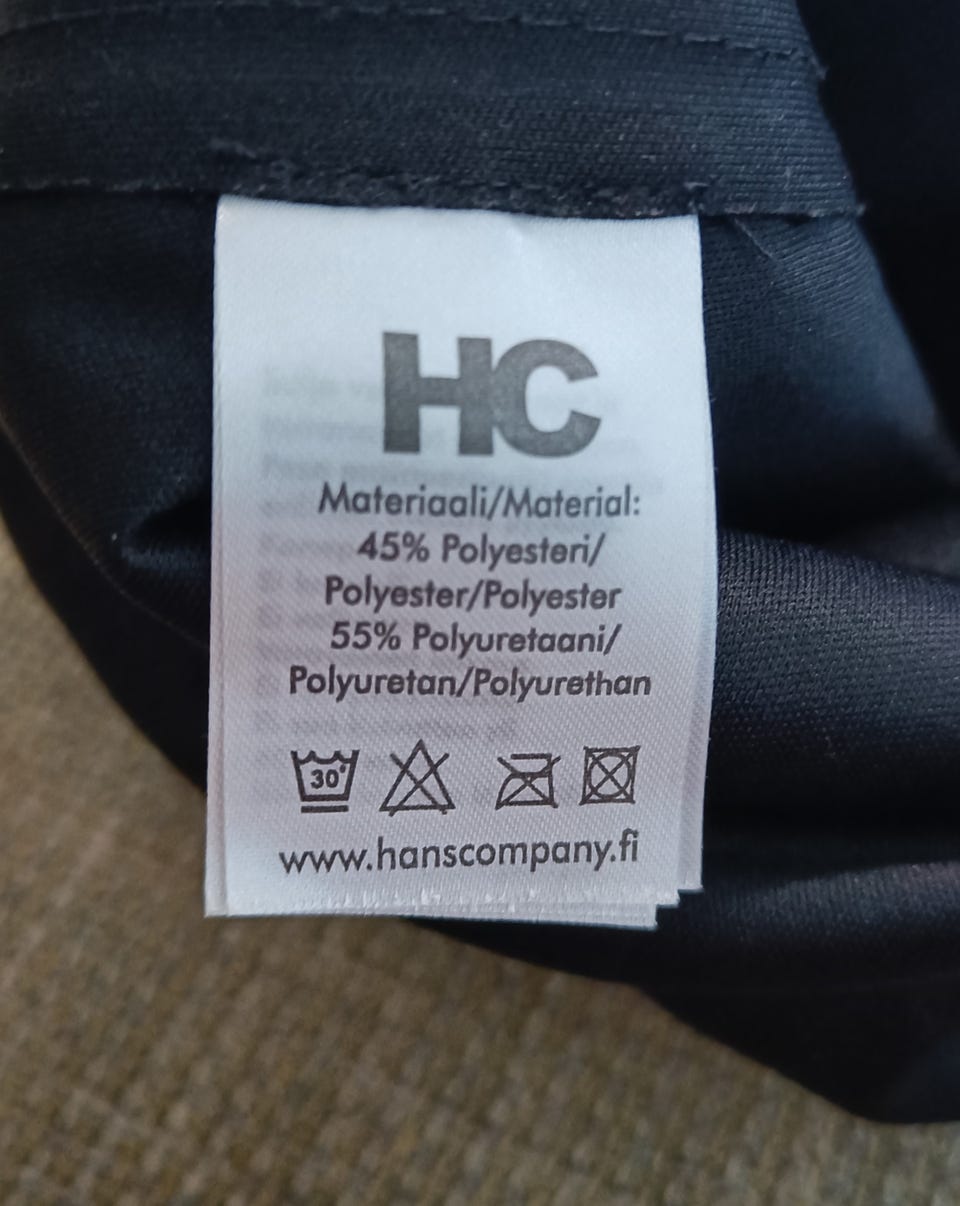 HC
Materiaali/Material:
45% Polyesteri/
Polyester/Polyester
55% Polyuretaani/
Polyuretan/Polyurethan
30°
www.hanscompany.fi